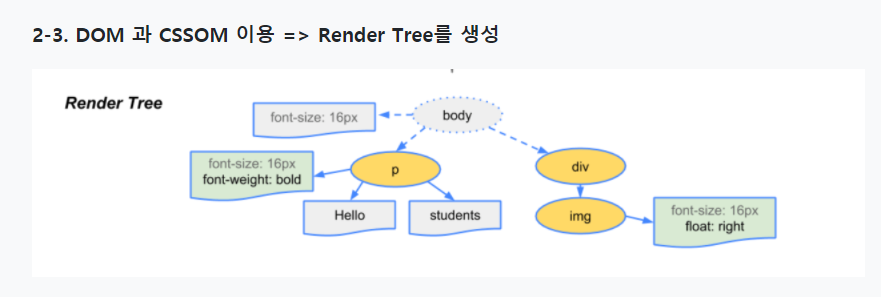 2-3. DOM 과 CSSOM 이용 => Render Tree를 생성
Render Tree
font-size: 16px
body
font-size: 16px
font-weight: bold
p
div
Hello
students
img
font-size: 16px
float: right